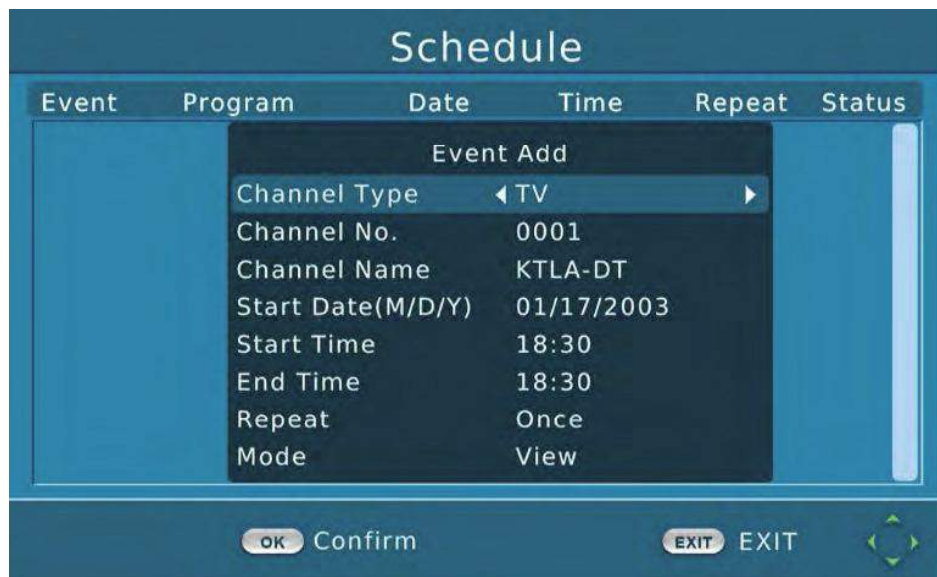 Schedule
Event Program Date Time Repeat Status
Event Add
Channel Type TV
Channel No. 0001
Channel Name KTLA-DT
Start Date(M/D/Y) 01/17/2003
Start Time 18:30
End Time 18:30
Repeat Once
Mode View
OK Confirm EXIT EXIT